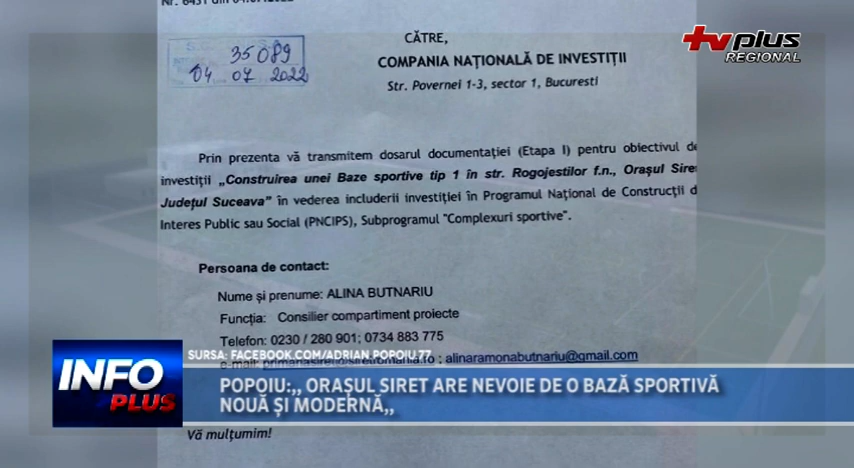 CĂTRE,
COMPANIA NAȚIONALĂ DE INVESTIȚII
Str. Povernei 1-3, sector 1, Bucuresti
35089
04 07 2022
tvplus
REGIONAL
Prin prezenta vă transmitem dosarul documentației (Etapa I) pentru obiectivul de
investiții „Construirea unei Baze sportive tip 1 în str. Rogojestilor f.n., Orașul Siret
Județul Suceava” în vederea includerii investiției în Programul Național de Construcții d
Interes Public sau Social (PNCIPS), Subprogramul "Complexuri sportive".
Persoana de contact:
Nume și prenume: ALINA BUTNARIU
Funcția: Consilier compartiment proiecte
Telefon: 0230 / 280 901; 0734 883 775
e-mail: ; alinaramonabutnariu@gmail.com
SURSA: FACEBOOK.COM/ADRIAN.POPOIU.77
INFO
PLUS
POPOIU:,, ORAȘUL SIRET ARE NEVOIE DE O BAZĂ SPORTIVĂ
NOUĂ ȘI MODERNĂ,,
Vă mulțumim!